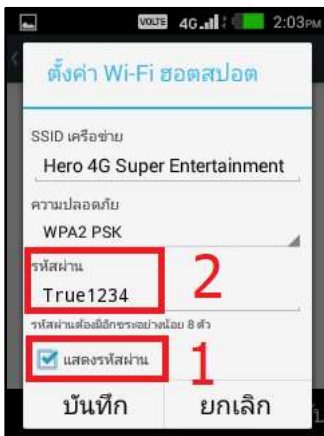 VOLTE 4G 2:03PM
ตั้งค่า Wi-Fi ฮอตสปอต
SSID เครือข่าย
Hero 4G Super Entertainment
ความปลอดภัย
WPA2 PSK
รหัสผ่าน
True1234
2
รหัสผ่านต้องมีอักขระอย่างน้อย 8 ตัว
แสดงรหัสผ่าน
1
บันทึก ยกเลิก